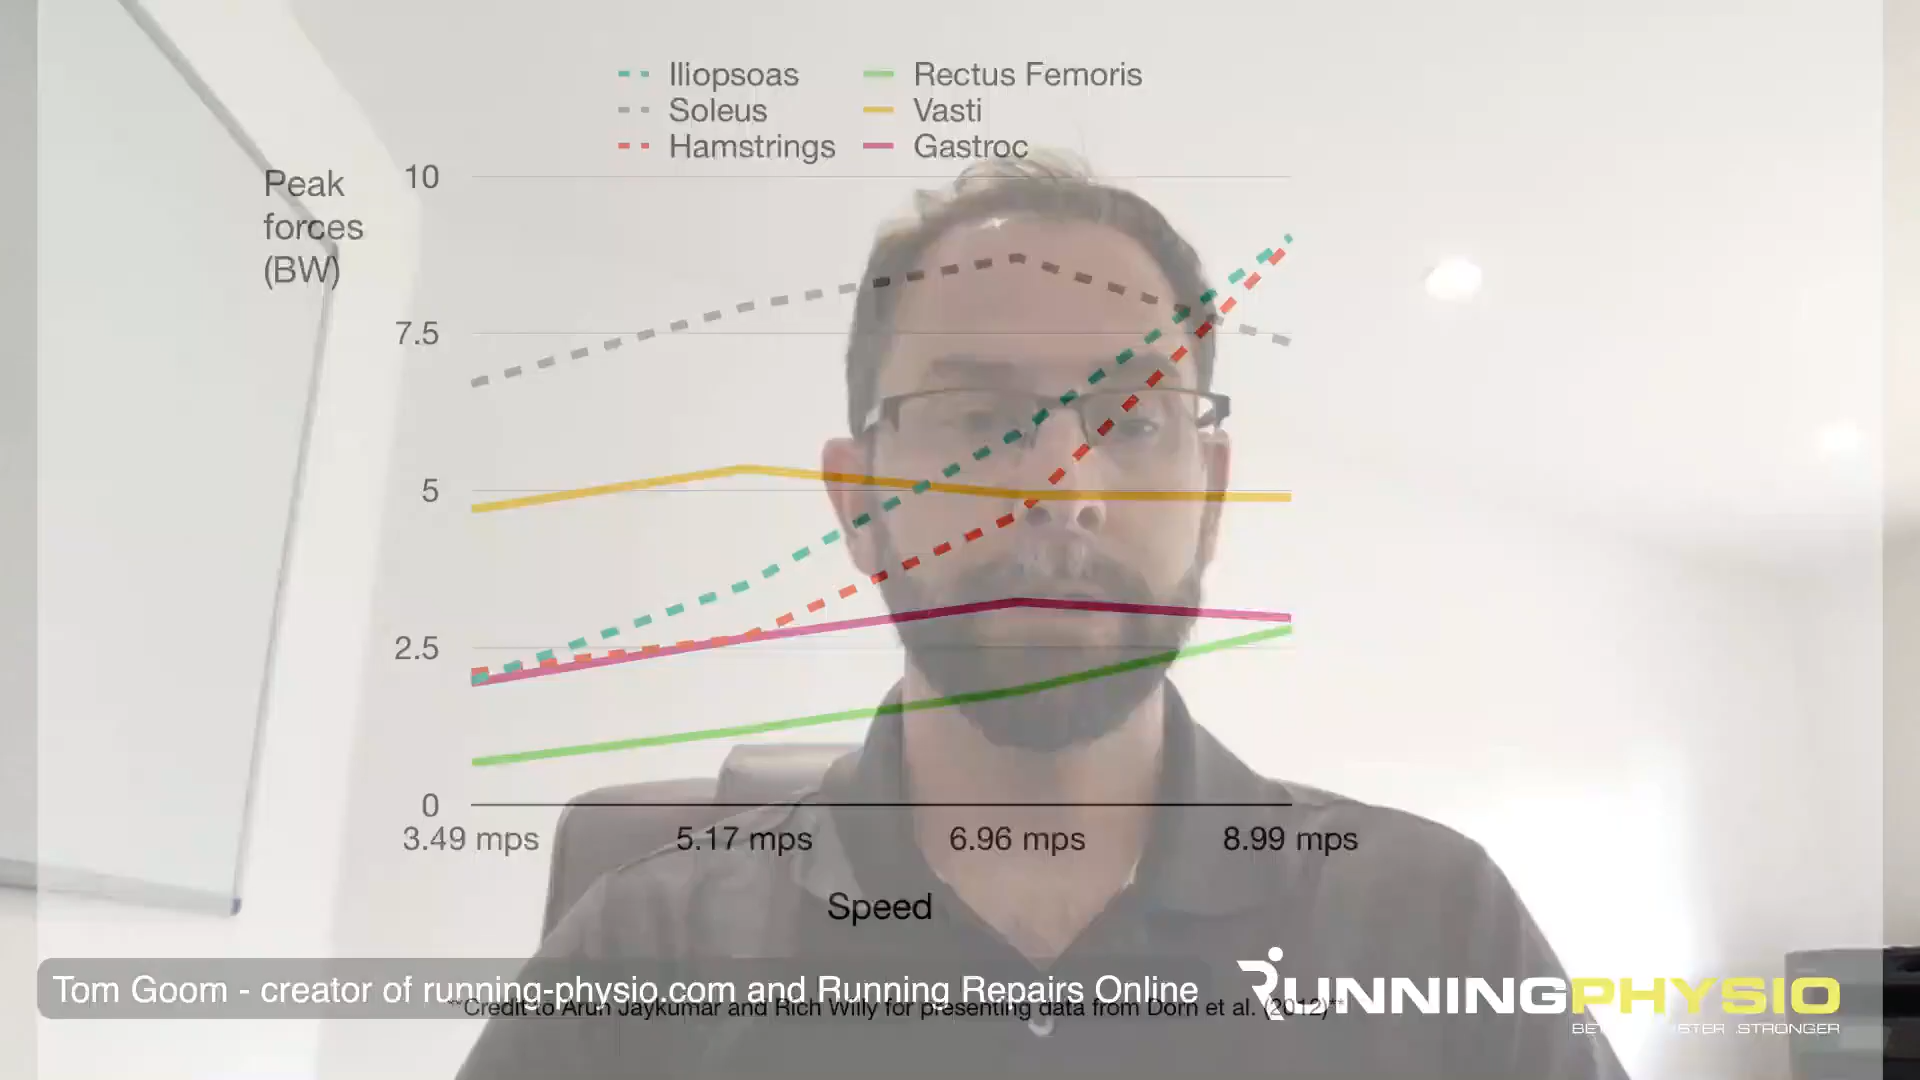 Iliopsoas
Rectus Femoris
Soleus
Vasti
Hamstrings
Gastroc
Peak
forces
(BW)
10
7.5
5
2.5
0
3.49 mps
5.17 mps
6.96 mps
8.99 mps
Speed
Tom Goom - creator of running-physio.com and Running Repairs Online
**Credit to Arun Jaykumar and Rich Willy for presenting data from Dorn et al. (2012)**
RUNNINGPHYSIO
STRONGER